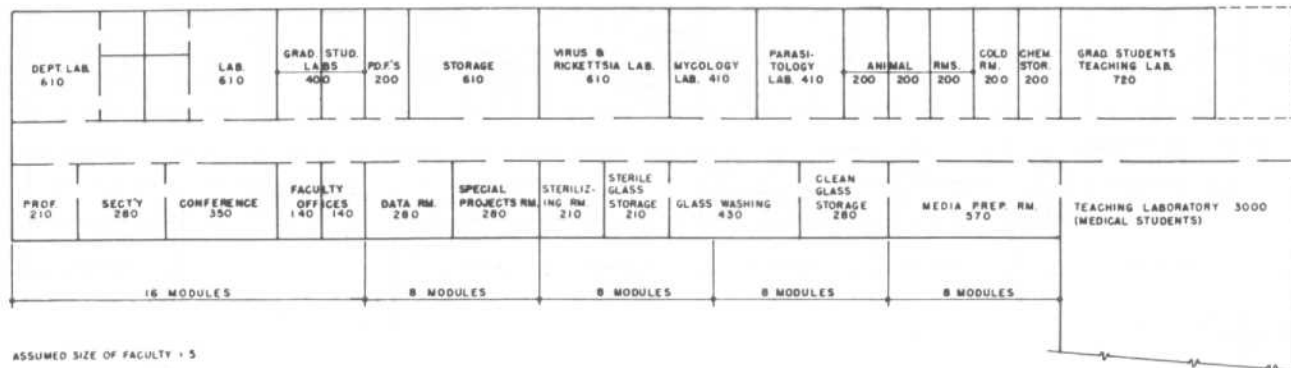 DEPT. LAB.
610
LAB.
610
GRAD. STUD.
LABS
400
P.D.F'S
200
STORAGE
610
VIRUS &
RICKETTSIA LAB.
610
MYCOLOGY
LAB. 410
PARASI-
TOLOGY
LAB. 410
ANIMAL RMS.
200 200 200
COLD
RM.
200
CHEM.
STOR.
200
GRAD. STUDENTS
TEACHING LAB.
720
PROF.
210
SECT'Y
280
CONFERENCE
350
FACULTY
OFFICES
140 140
DATA RM.
280
SPECIAL
PROJECTS RM.
280
STERILIZ-
ING RM.
210
STERILE
GLASS
STORAGE
210
GLASS WASHING
430
CLEAN
GLASS
STORAGE
280
MEDIA PREP. RM.
570
TEACHING LABORATORY 3000
(MEDICAL STUDENTS)
16 MODULES
8 MODULES
8 MODULES
8 MODULES
8 MODULES
ASSUMED SIZE OF FACULTY : 5